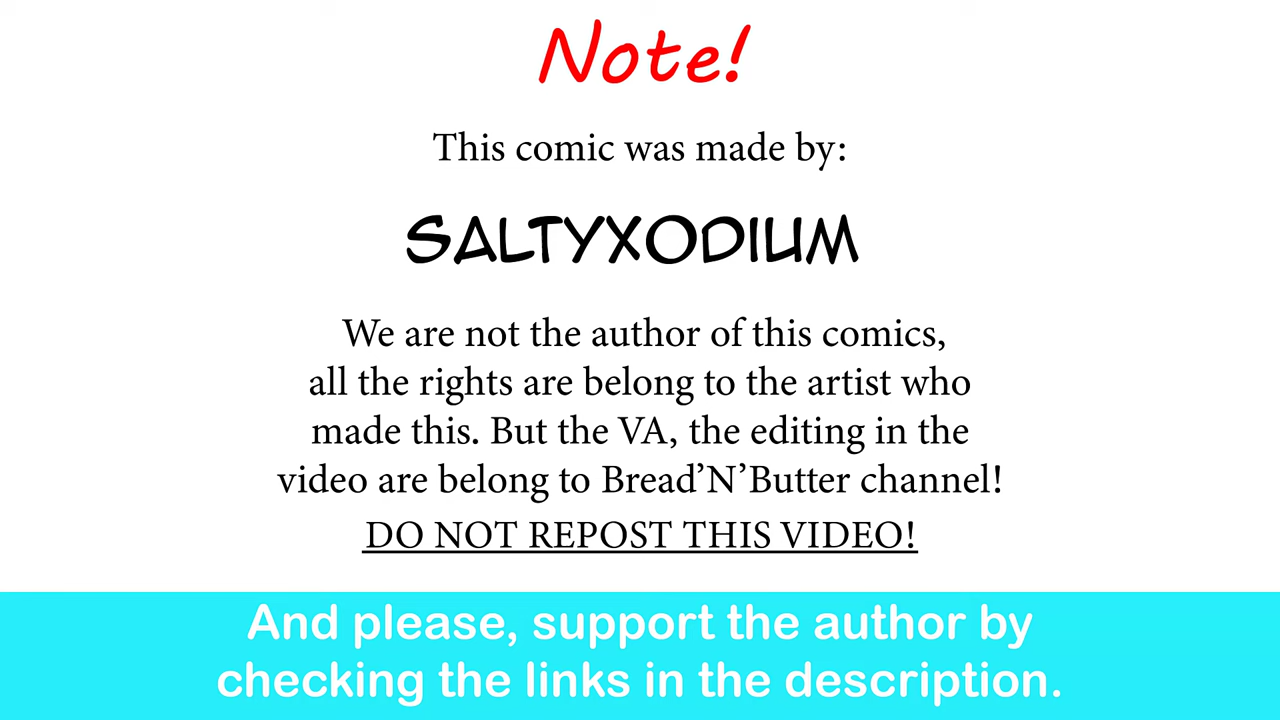 Note!
This comic was made by:
SALTYXODIUM
We are not the author of this comics,
all the rights are belong to the artist who
made this. But the VA, the editing in the
video are belong to Bread’N’Butter channel!
DO NOT REPOST THIS VIDEO!
And please, support the author by
checking the links in the description.